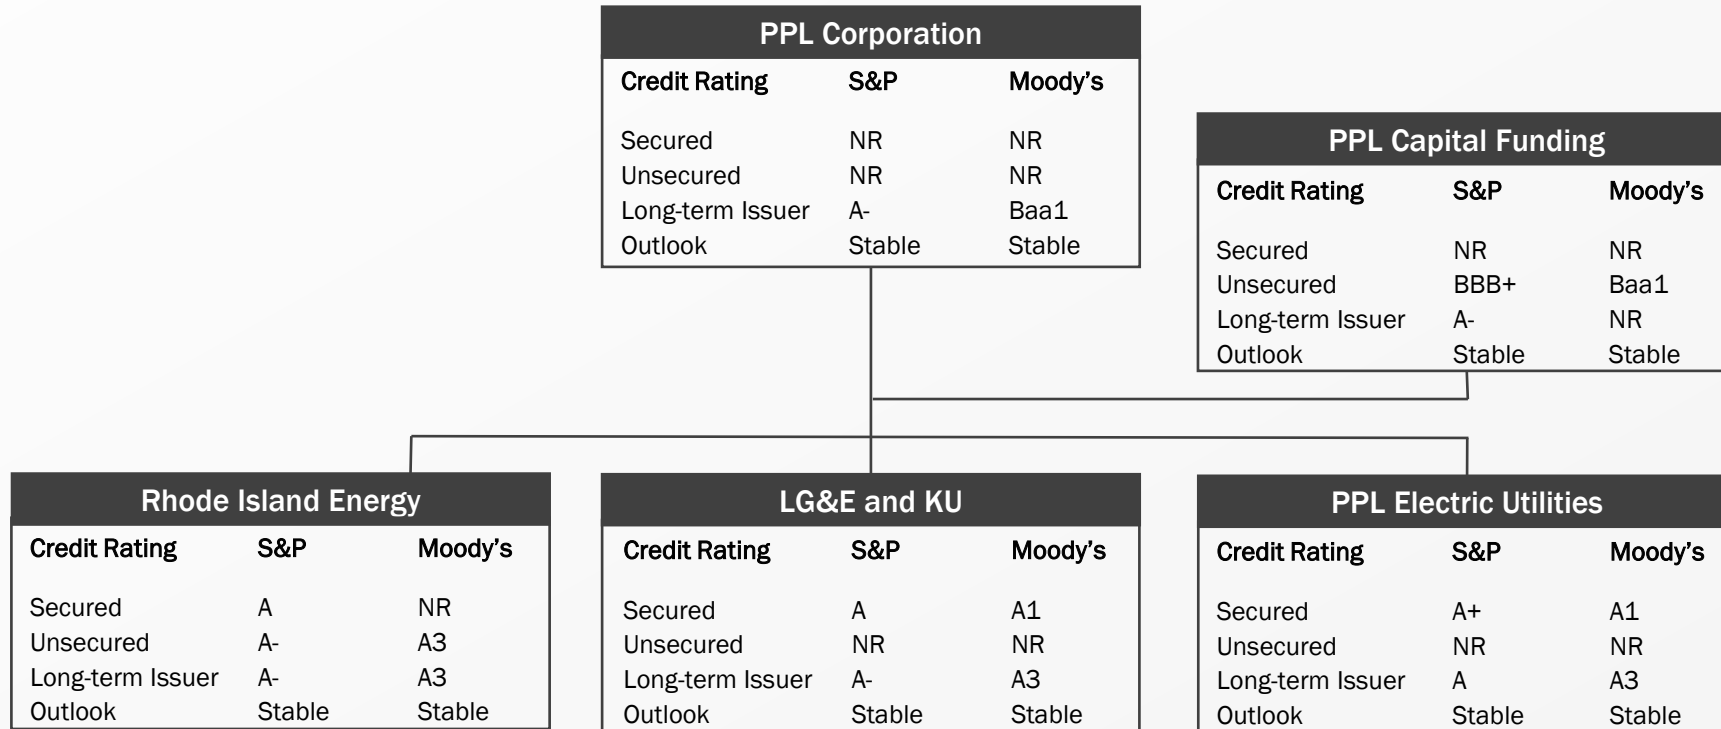 PPL Corporation
Credit Rating S&P Moody's
Secured NR NR
Unsecured NR NR
Long-term Issuer A- Baa1
Outlook Stable Stable
PPL Capital Funding
Credit Rating S&P Moody's
Secured NR NR
Unsecured BBB+ Baa1
Long-term Issuer A- NR
Outlook Stable Stable
Rhode Island Energy
Credit Rating S&P Moody's
Secured A NR
Unsecured A- A3
Long-term Issuer A- A3
Outlook Stable Stable
LG&E and KU
Credit Rating S&P Moody's
Secured A A1
Unsecured NR NR
Long-term Issuer A- A3
Outlook Stable Stable
PPL Electric Utilities
Credit Rating S&P Moody's
Secured A+ A1
Unsecured NR NR
Long-term Issuer A A3
Outlook Stable Stable